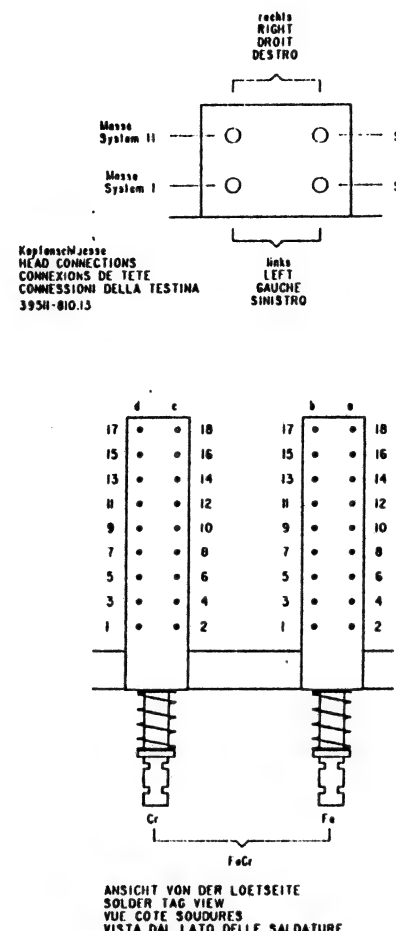 rechts
RIGHT
DROIT
DESTRO
Masse
System II
S
Masse
System I
S
Kopfanschluesse
HEAD CONNECTIONS
CONNEXIONS DE TETE
CONNESSIONI DELLA TESTINA
39511-810.13
links
LEFT
GAUCHE
SINISTRO
d c b a
17 18 17 18
15 16 15 16
13 14 13 14
11 12 11 12
9 10 9 10
7 8 7 8
5 6 5 6
3 4 3 4
1 2 1 2
Cr Fe
FeCr
ANSICHT VON DER LOETSEITE
SOLDER TAG VIEW
VUE COTE SOUDURES
VISTA DAL LATO DELLE SALDATURE